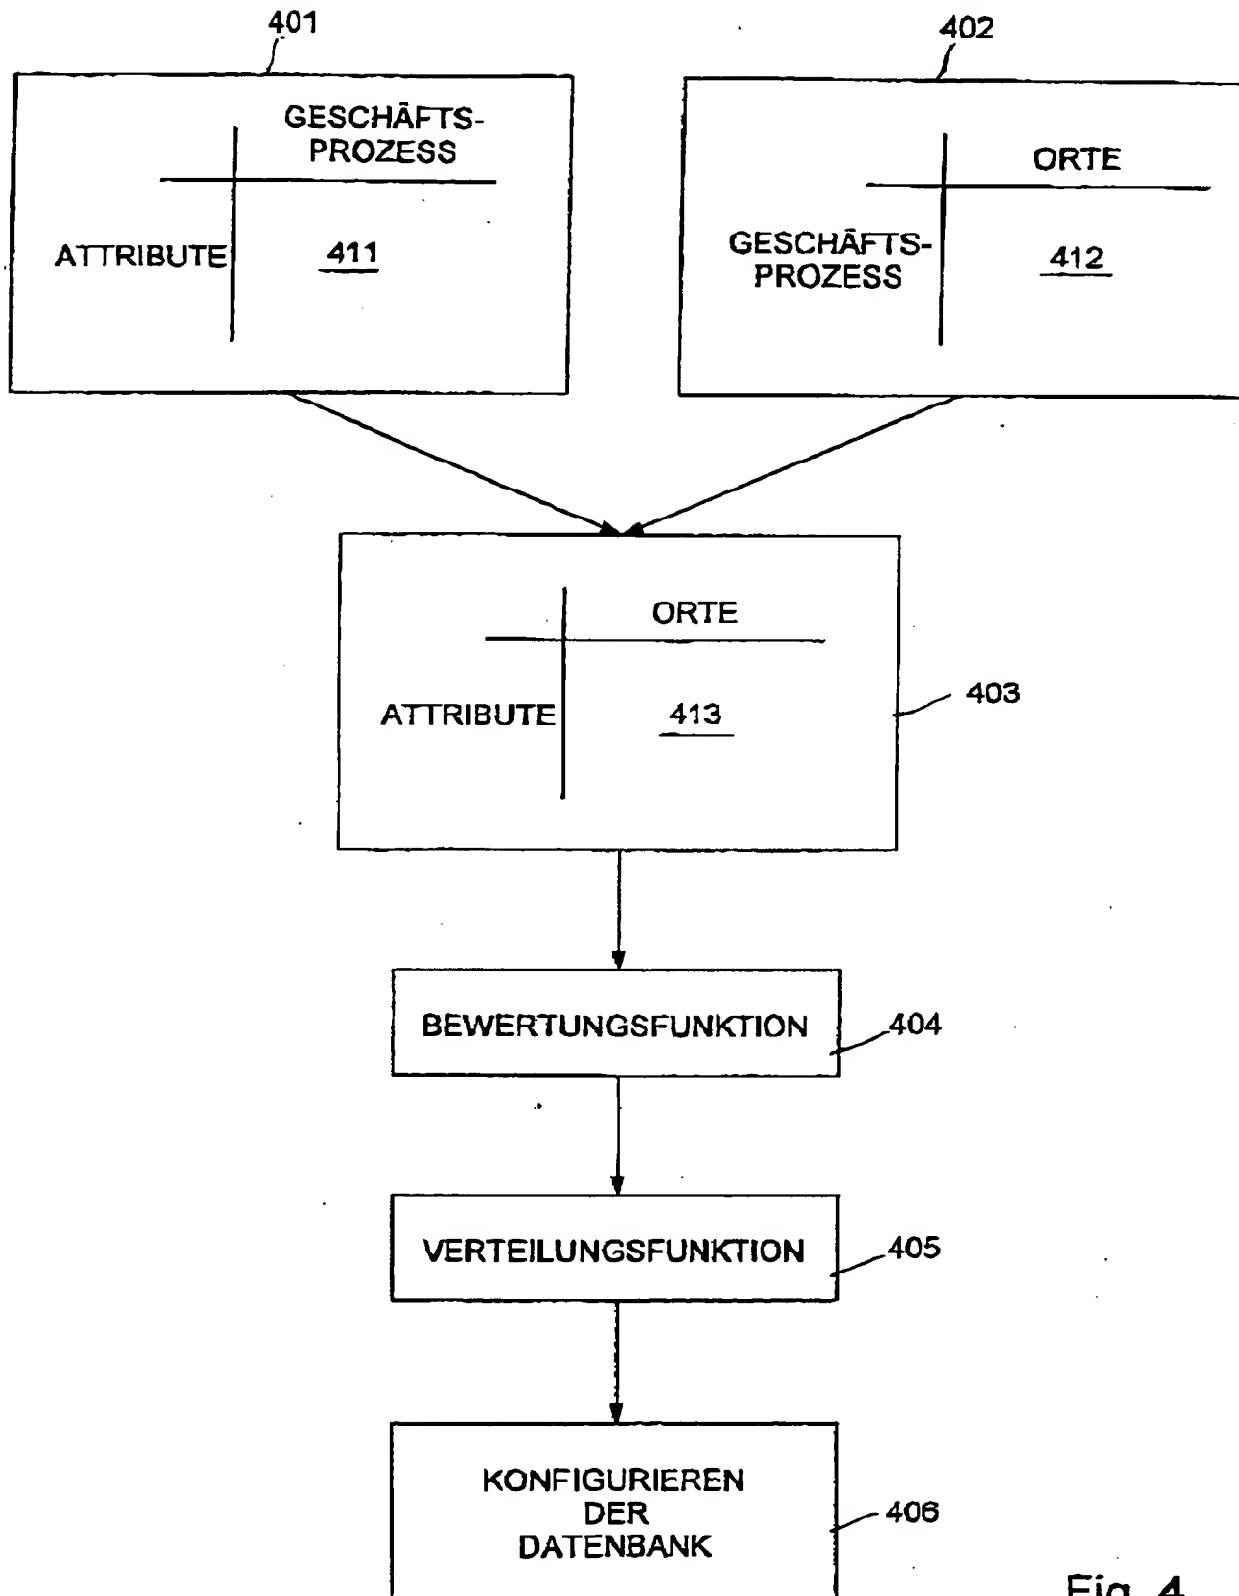 401
402
GESCHÄFTS-
PROZESS
ATTRIBUTE
411
ORTE
GESCHÄFTS-
PROZESS
412
ORTE
ATTRIBUTE
413
403
BEWERTUNGSFUNKTION
404
VERTEILUNGSFUNKTION
405
KONFIGURIEREN
DER
DATENBANK
406
Fig. 4